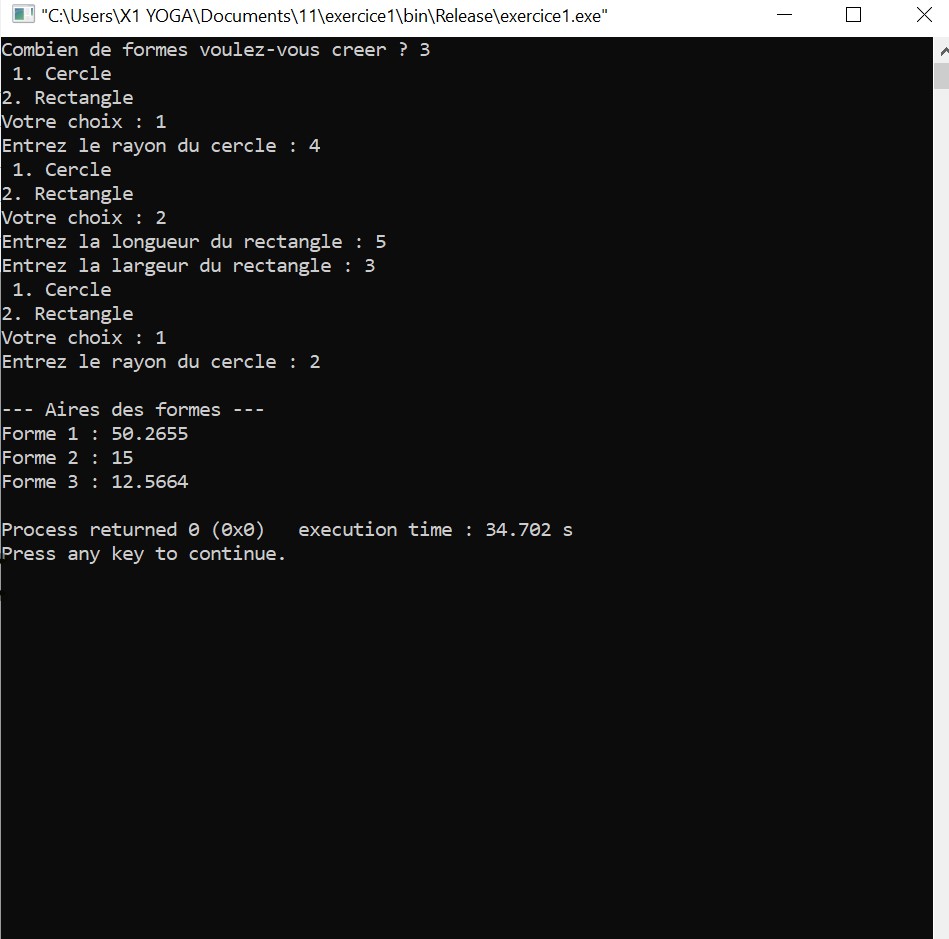 "C:\Users\X1 YOGA\Documents\11\exercice1\bin\Release\exercice1.exe"
Combien de formes voulez-vous creer ? 3
 1. Cercle
2. Rectangle
Votre choix : 1
Entrez le rayon du cercle : 4
 1. Cercle
2. Rectangle
Votre choix : 2
Entrez la longueur du rectangle : 5
Entrez la largeur du rectangle : 3
 1. Cercle
2. Rectangle
Votre choix : 1
Entrez le rayon du cercle : 2

--- Aires des formes ---
Forme 1 : 50.2655
Forme 2 : 15
Forme 3 : 12.5664

Process returned 0 (0x0)   execution time : 34.702 s
Press any key to continue.